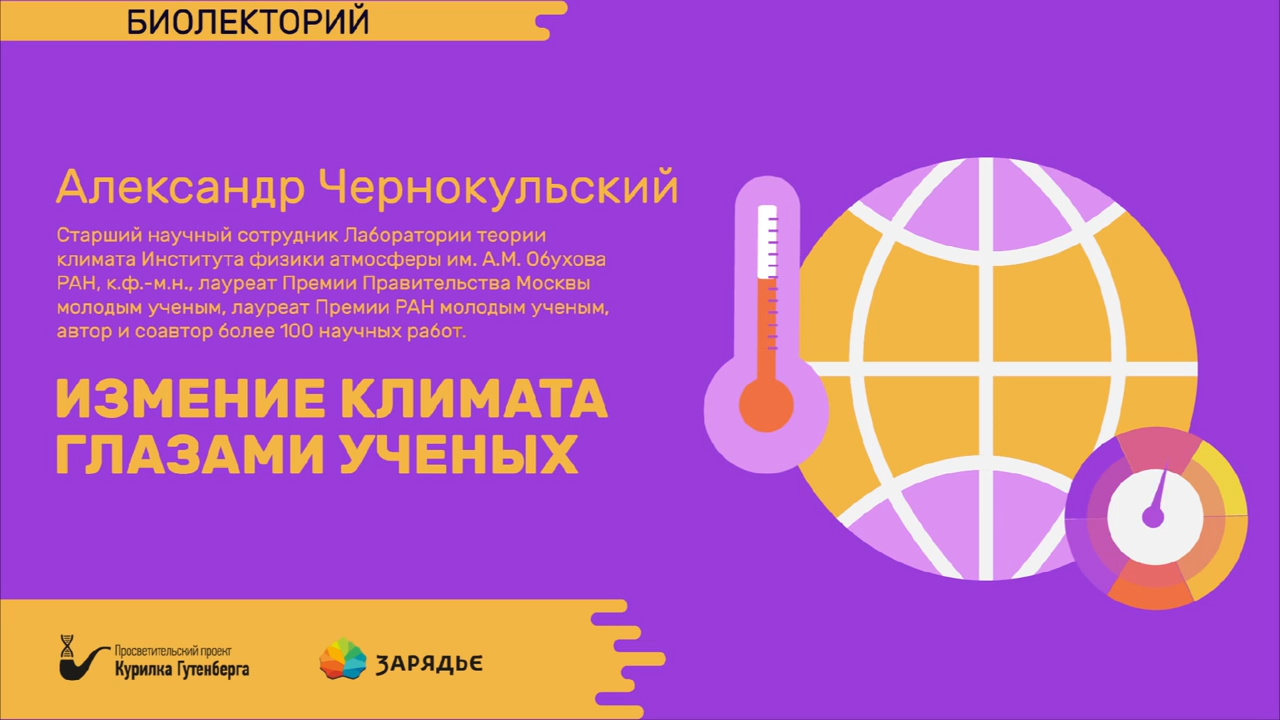 БИОЛЕКТОРИЙ
Александр Чернокульский
Старший научный сотрудник Лаборатории теории
климата Института физики атмосферы им. А.М. Обухова
РАН, к.ф.-м.н., лауреат Премии Правительства Москвы
молодым ученым, лауреат Премии РАН молодым ученым,
автор и соавтор более 100 научных работ.
ИЗМЕНИЕ КЛИМАТА
ГЛАЗАМИ УЧЕНЫХ
Просветительский проект
Курилка Гутенберга
ЗАРЯДЬЕ